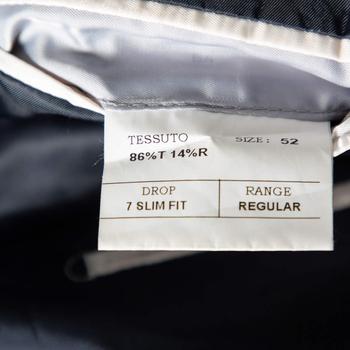 TESSUTO SIZE: 52
86%T 14%R
DROP RANGE
7 SLIM FIT REGULAR